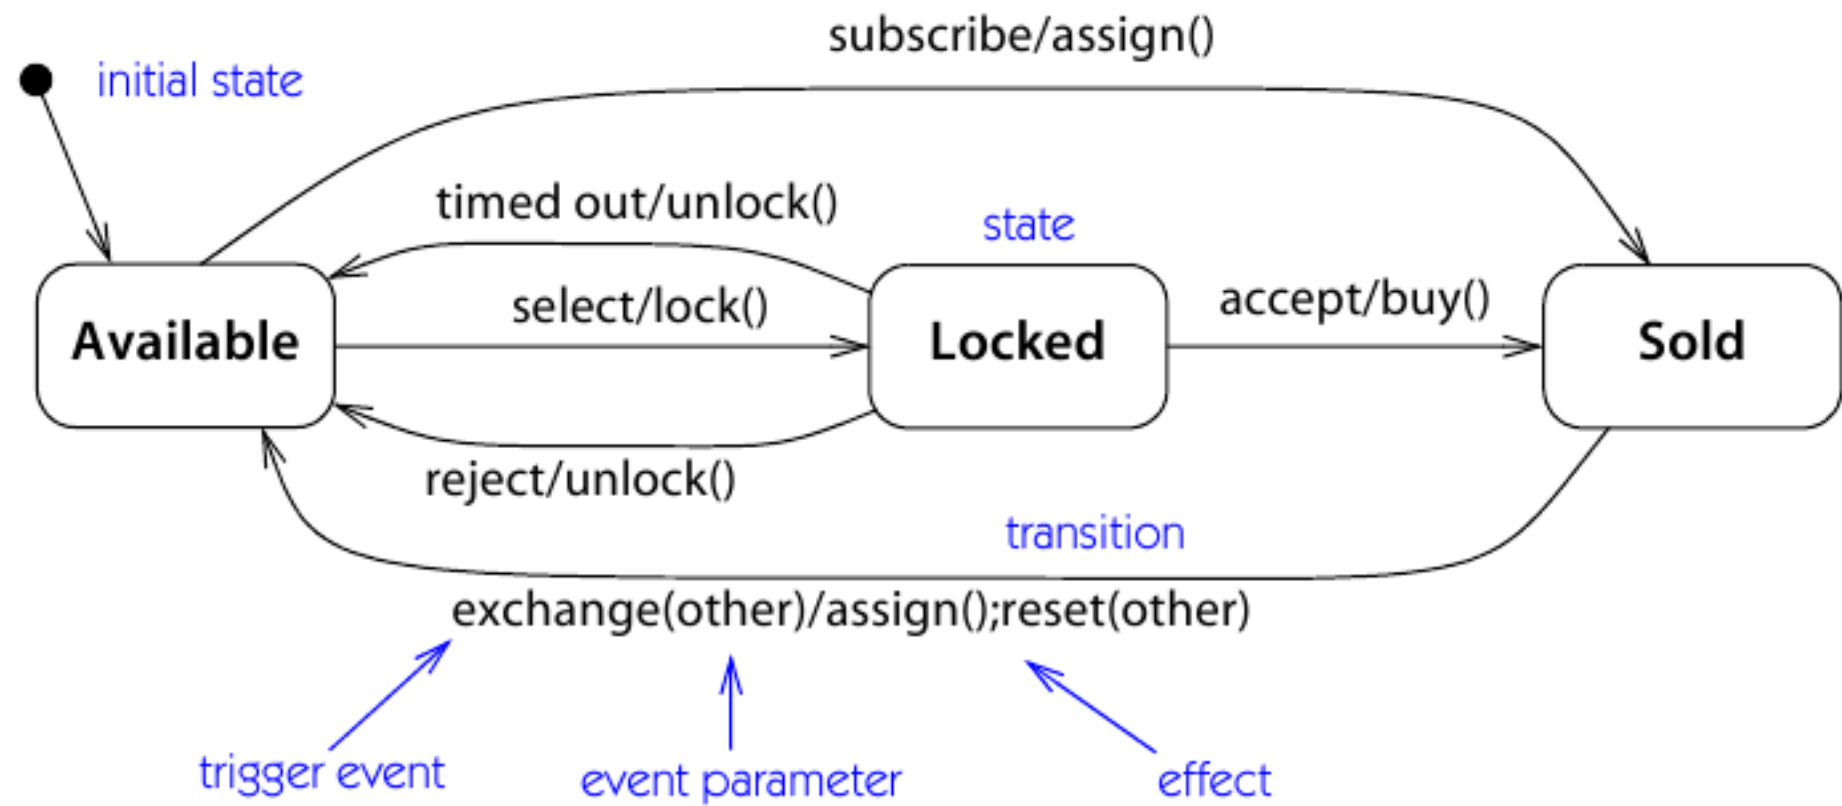 subscribe/assign()
initial state
timed out/unlock()
state
select/lock()
accept/buy()
Available
Locked
Sold
reject/unlock()
transition
exchange(other)/assign();reset(other)
trigger event
event parameter
effect